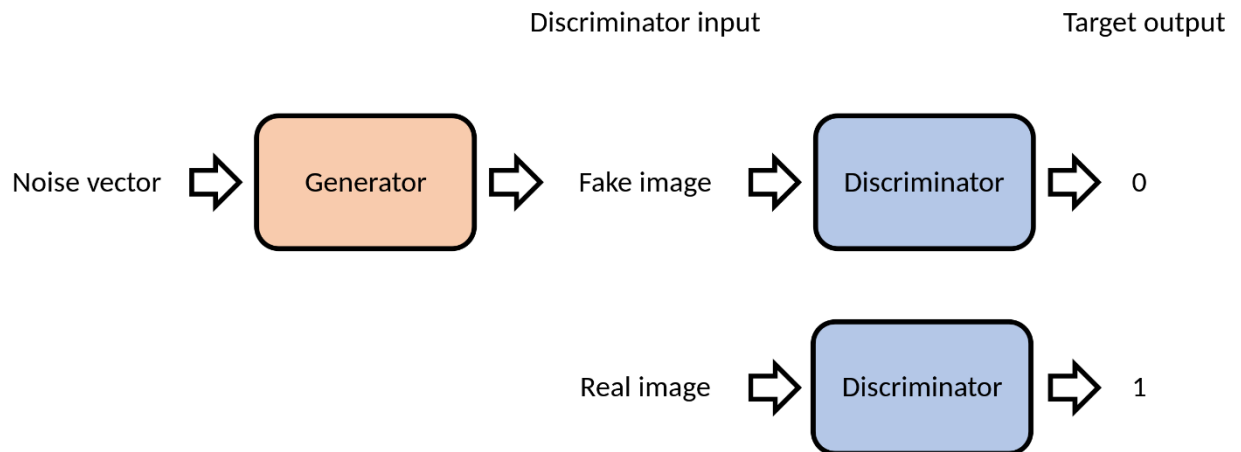 Discriminator input Target output
Noise vector Generator Fake image Discriminator 0
Real image Discriminator 1